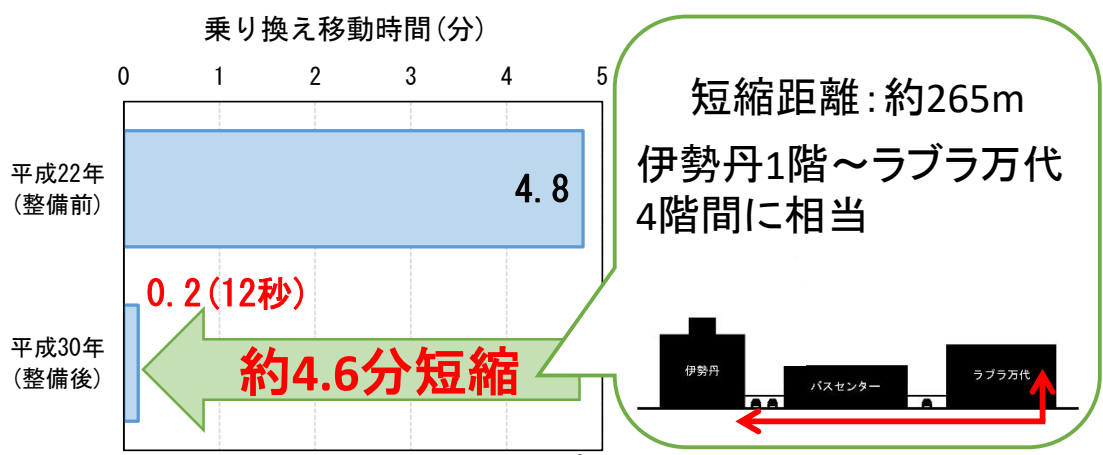 乗り換え移動時間(分)
0 1 2 3 4 5
平成22年
(整備前)
4.8
平成30年
(整備後)
0.2(12秒)
約4.6分短縮
短縮距離:約265m
伊勢丹1階～ラブラ万代
4階間に相当
伊勢丹
バスセンター
ラブラ万代